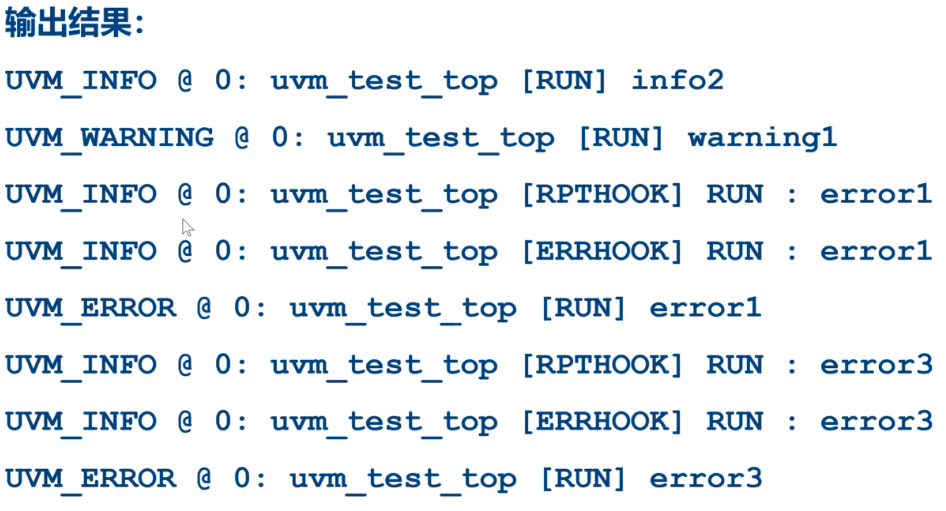 输出结果：
UVM_INFO @ 0: uvm_test_top [RUN] info2
UVM_WARNING @ 0: uvm_test_top [RUN] warning1
UVM_INFO @ 0: uvm_test_top [RPTHOOK] RUN : error1
UVM_INFO @ 0: uvm_test_top [ERRHOOK] RUN : error1
UVM_ERROR @ 0: uvm_test_top [RUN] error1
UVM_INFO @ 0: uvm_test_top [RPTHOOK] RUN : error3
UVM_INFO @ 0: uvm_test_top [ERRHOOK] RUN : error3
UVM_ERROR @ 0: uvm_test_top [RUN] error3